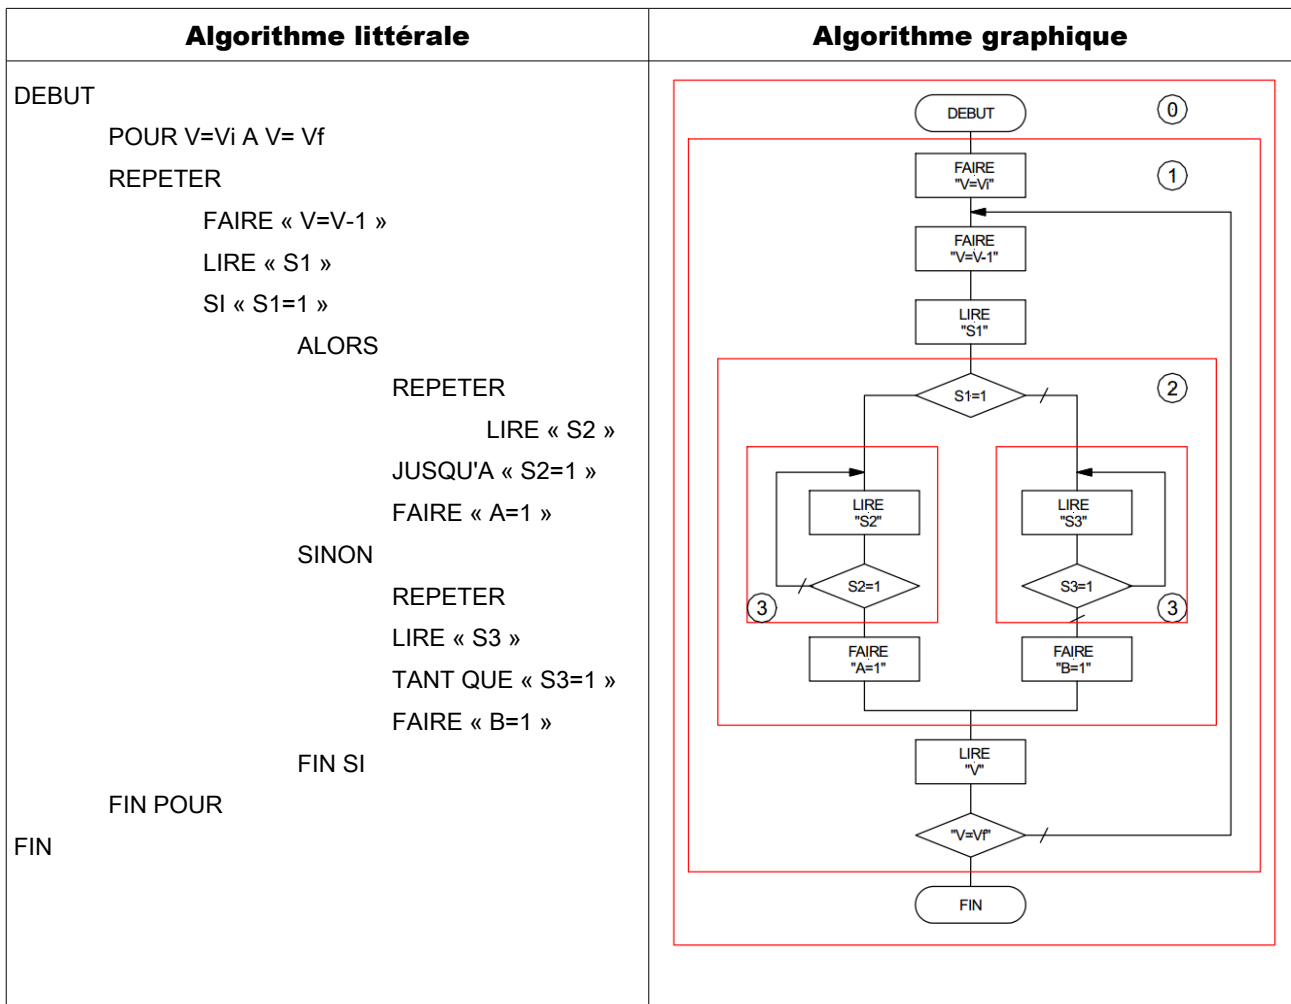 Algorithme littérale
Algorithme graphique
DEBUT
POUR V=Vi A V= Vf
REPETER
FAIRE « V=V-1 »
LIRE « S1 »
SI « S1=1 »
ALORS
REPETER
LIRE « S2 »
JUSQU'A « S2=1 »
FAIRE « A=1 »
SINON
REPETER
LIRE « S3 »
TANT QUE « S3=1 »
FAIRE « B=1 »
FIN SI
FIN POUR
FIN
DEBUT
0
FAIRE
"V=Vi"
1
FAIRE
"V=V-1"
LIRE
"S1"
S1=1
2
LIRE
"S2"
LIRE
"S3"
S2=1
S3=1
3
3
FAIRE
"A=1"
FAIRE
"B=1"
LIRE
"V"
"V=Vf"
FIN